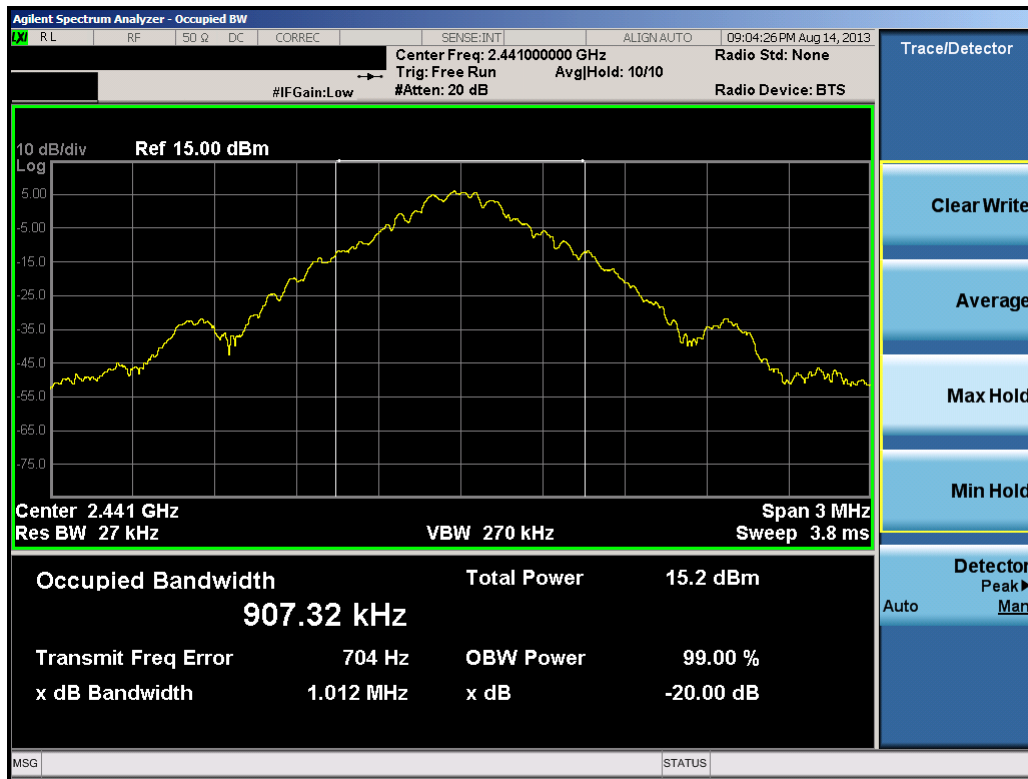 Agilent Spectrum Analyzer - Occupied BW
LXI RL RF 50 Ω DC CORREC SENSE:INT ALIGN AUTO 09:04:26 PM Aug 14, 2013
Center Freq: 2.441000000 GHz Radio Std: None
Trig: Free Run Avg|Hold: 10/10
#IFGain:Low #Atten: 20 dB Radio Device: BTS
10 dB/div Ref 15.00 dBm
Log
5.00
-5.00
-15.0
-25.0
-35.0
-45.0
-55.0
-65.0
-75.0
Center 2.441 GHz Span 3 MHz
Res BW 27 kHz VBW 270 kHz Sweep 3.8 ms
Occupied Bandwidth Total Power 15.2 dBm
907.32 kHz
Transmit Freq Error 704 Hz OBW Power 99.00 %
x dB Bandwidth 1.012 MHz x dB -20.00 dB
MSG STATUS
Trace/Detector
Clear Write
Average
Max Hold
Min Hold
Detector
Peak▶
Auto Man